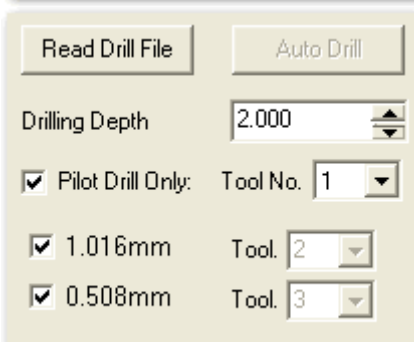 Read Drill File Auto Drill
Drilling Depth 2.000
Pilot Drill Only: Tool No. 1
1.016mm Tool. 2
0.508mm Tool. 3